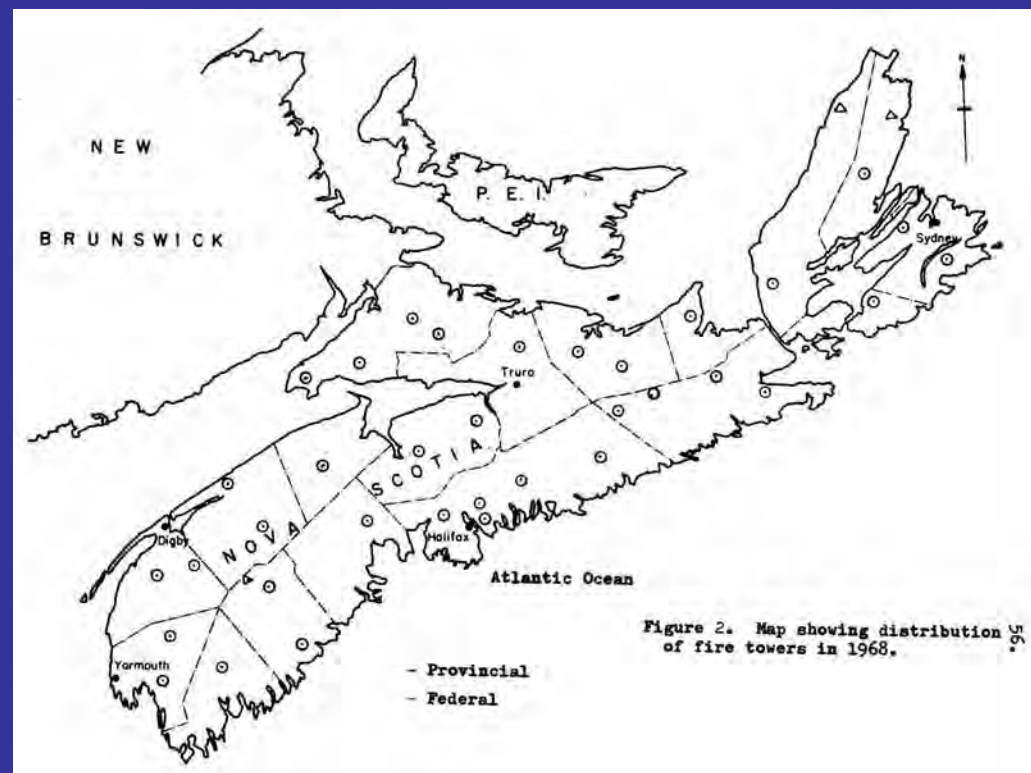 N
NEW
P. E. I.
BRUNSWICK
Sydney
Truro
NOVA SCOTIA
Digby
Halifax
Atlantic Ocean
Figure 2. Map showing distribution
of fire towers in 1968.
56.
Yarmouth
- Provincial
- Federal